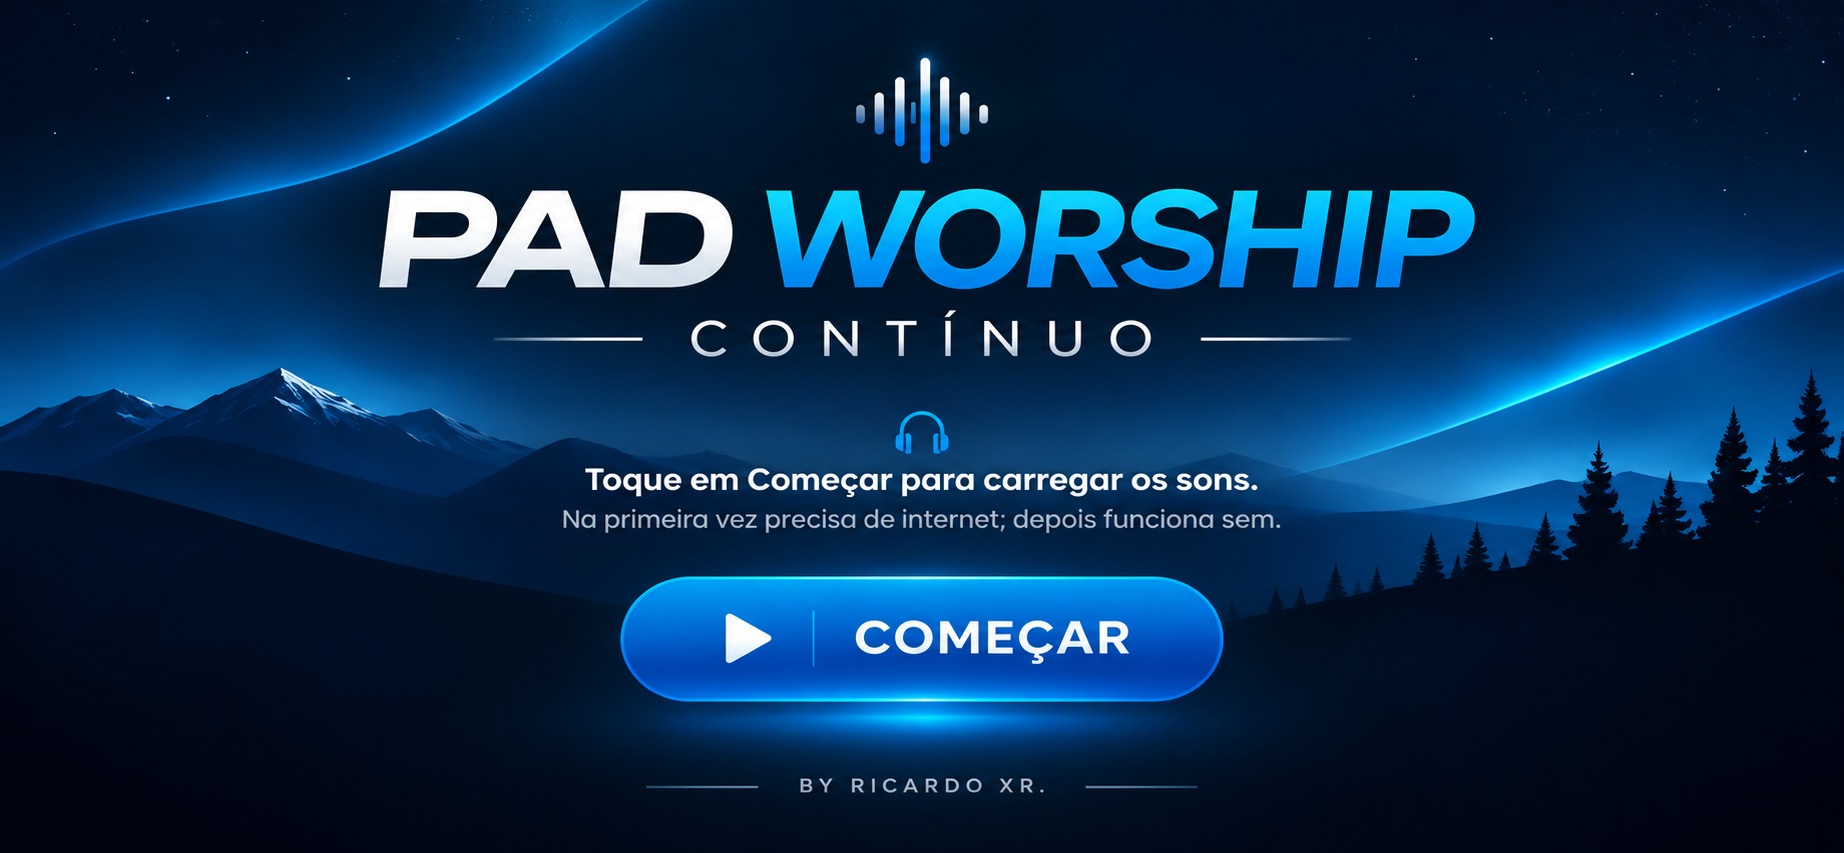 PAD WORSHIP
CONTÍNUO
Toque em Começar para carregar os sons.
Na primeira vez precisa de internet; depois funciona sem.
COMEÇAR
BY RICARDO XR.